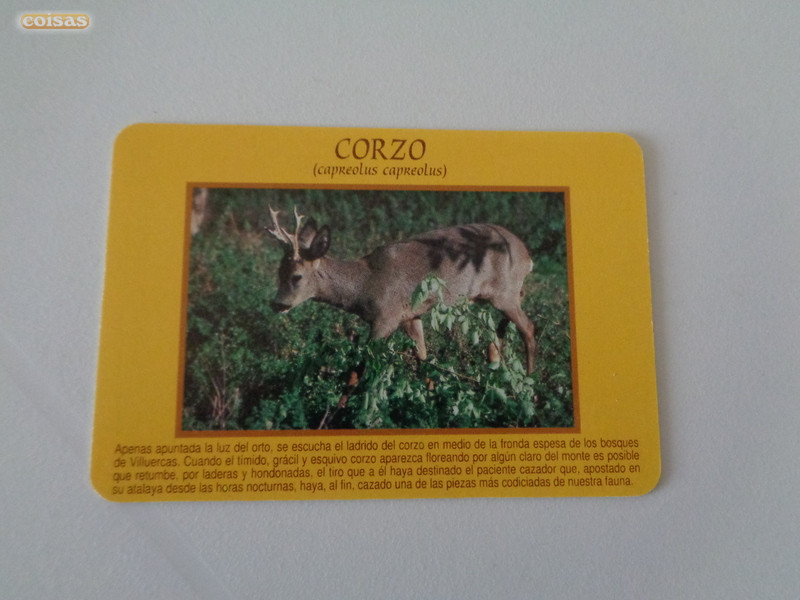 coisas
CORZO
(capreolus capreolus)
Apenas apuntada la luz del orto, se escucha el ladrido del corzo en medio de la fronda espesa de los bosques
de Villuercas. Cuando el tímido, grácil y esquivo corzo aparezca floreando por algún claro del monte es posible
que retumbe, por laderas y hondonadas, el tiro que a él haya destinado el paciente cazador que, apostado en
su atalaya desde las horas nocturnas, haya, al fin, cazado una de las piezas más codiciadas de nuestra fauna.